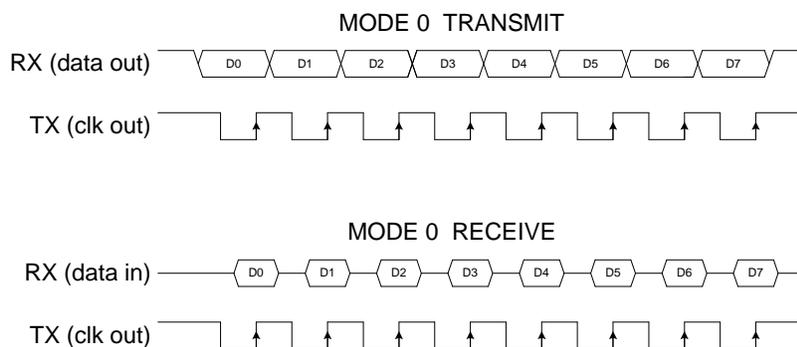 MODE 0 TRANSMIT
RX (data out) D0 D1 D2 D3 D4 D5 D6 D7
TX (clk out)
MODE 0 RECEIVE
RX (data in) D0 D1 D2 D3 D4 D5 D6 D7
TX (clk out)